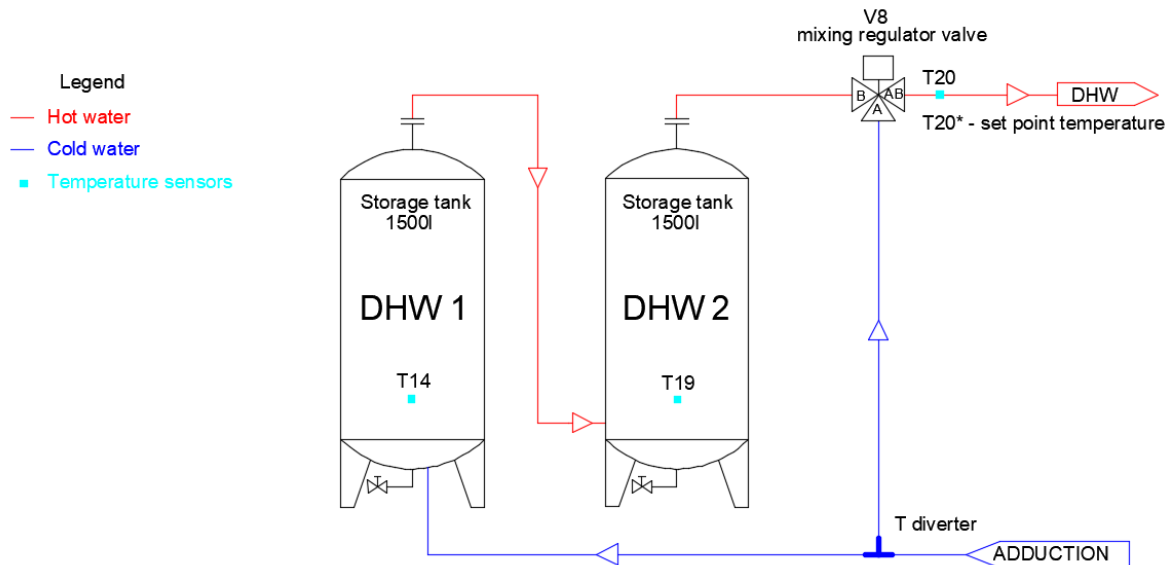 V8
mixing regulator valve
Legend
Hot water
Cold water
Temperature sensors
T20
B
AB
A
DHW
T20* - set point temperature
Storage tank
1500l
Storage tank
1500l
DHW 1
DHW 2
T14
T19
T diverter
ADDUCTION